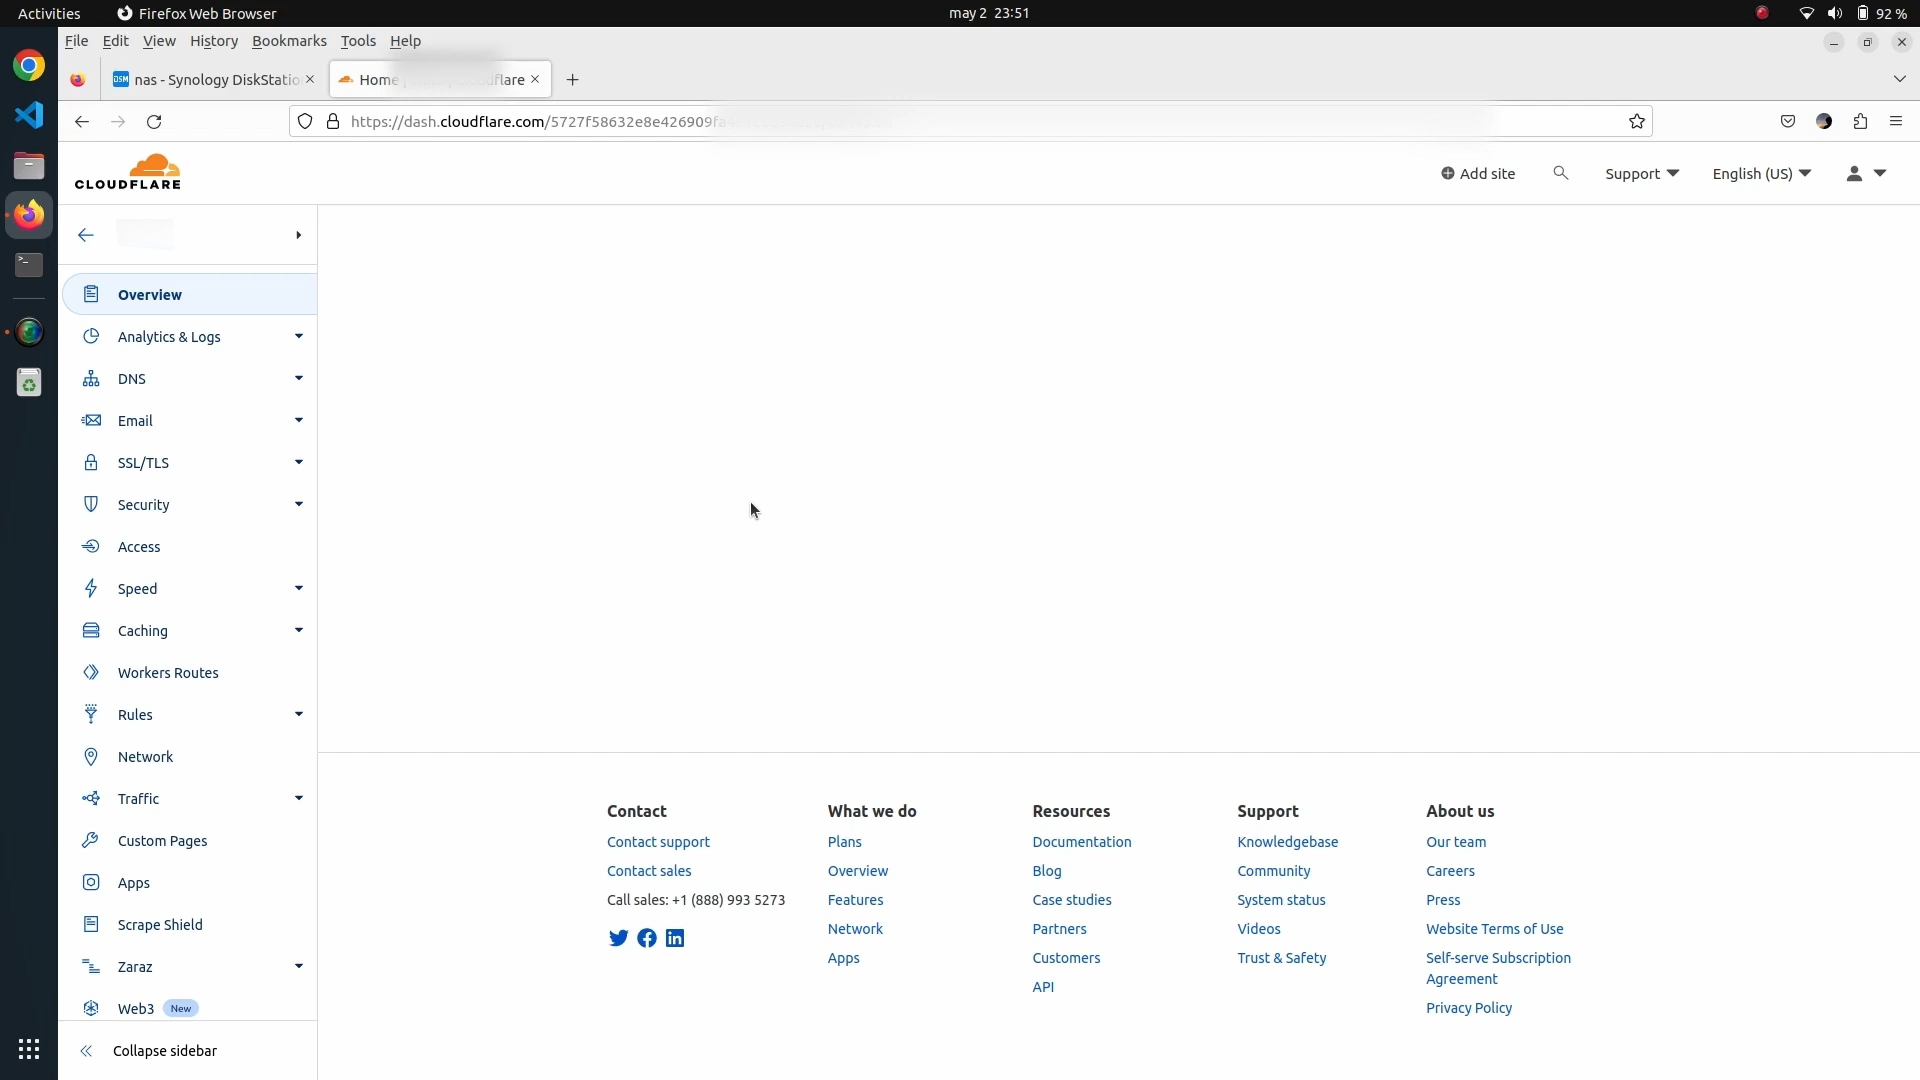 Activities
Firefox Web Browser
may 2 23:51
92 %
File Edit View History Bookmarks Tools Help
nas - Synology DiskStatio
Home
flare
https://dash.cloudflare.com/5727f58632e8e426909f
CLOUDFLARE
Add site
Support
English (US)
Overview
Analytics & Logs
DNS
Email
SSL/TLS
Security
Access
Speed
Caching
Workers Routes
Rules
Network
Traffic
Custom Pages
Apps
Scrape Shield
Zaraz
Web3 New
Collapse sidebar
Contact
Contact support
Contact sales
Call sales: +1 (888) 993 5273
What we do
Plans
Overview
Features
Network
Apps
Resources
Documentation
Blog
Case studies
Partners
Customers
API
Support
Knowledgebase
Community
System status
Videos
Trust & Safety
About us
Our team
Careers
Press
Website Terms of Use
Self-serve Subscription
Agreement
Privacy Policy